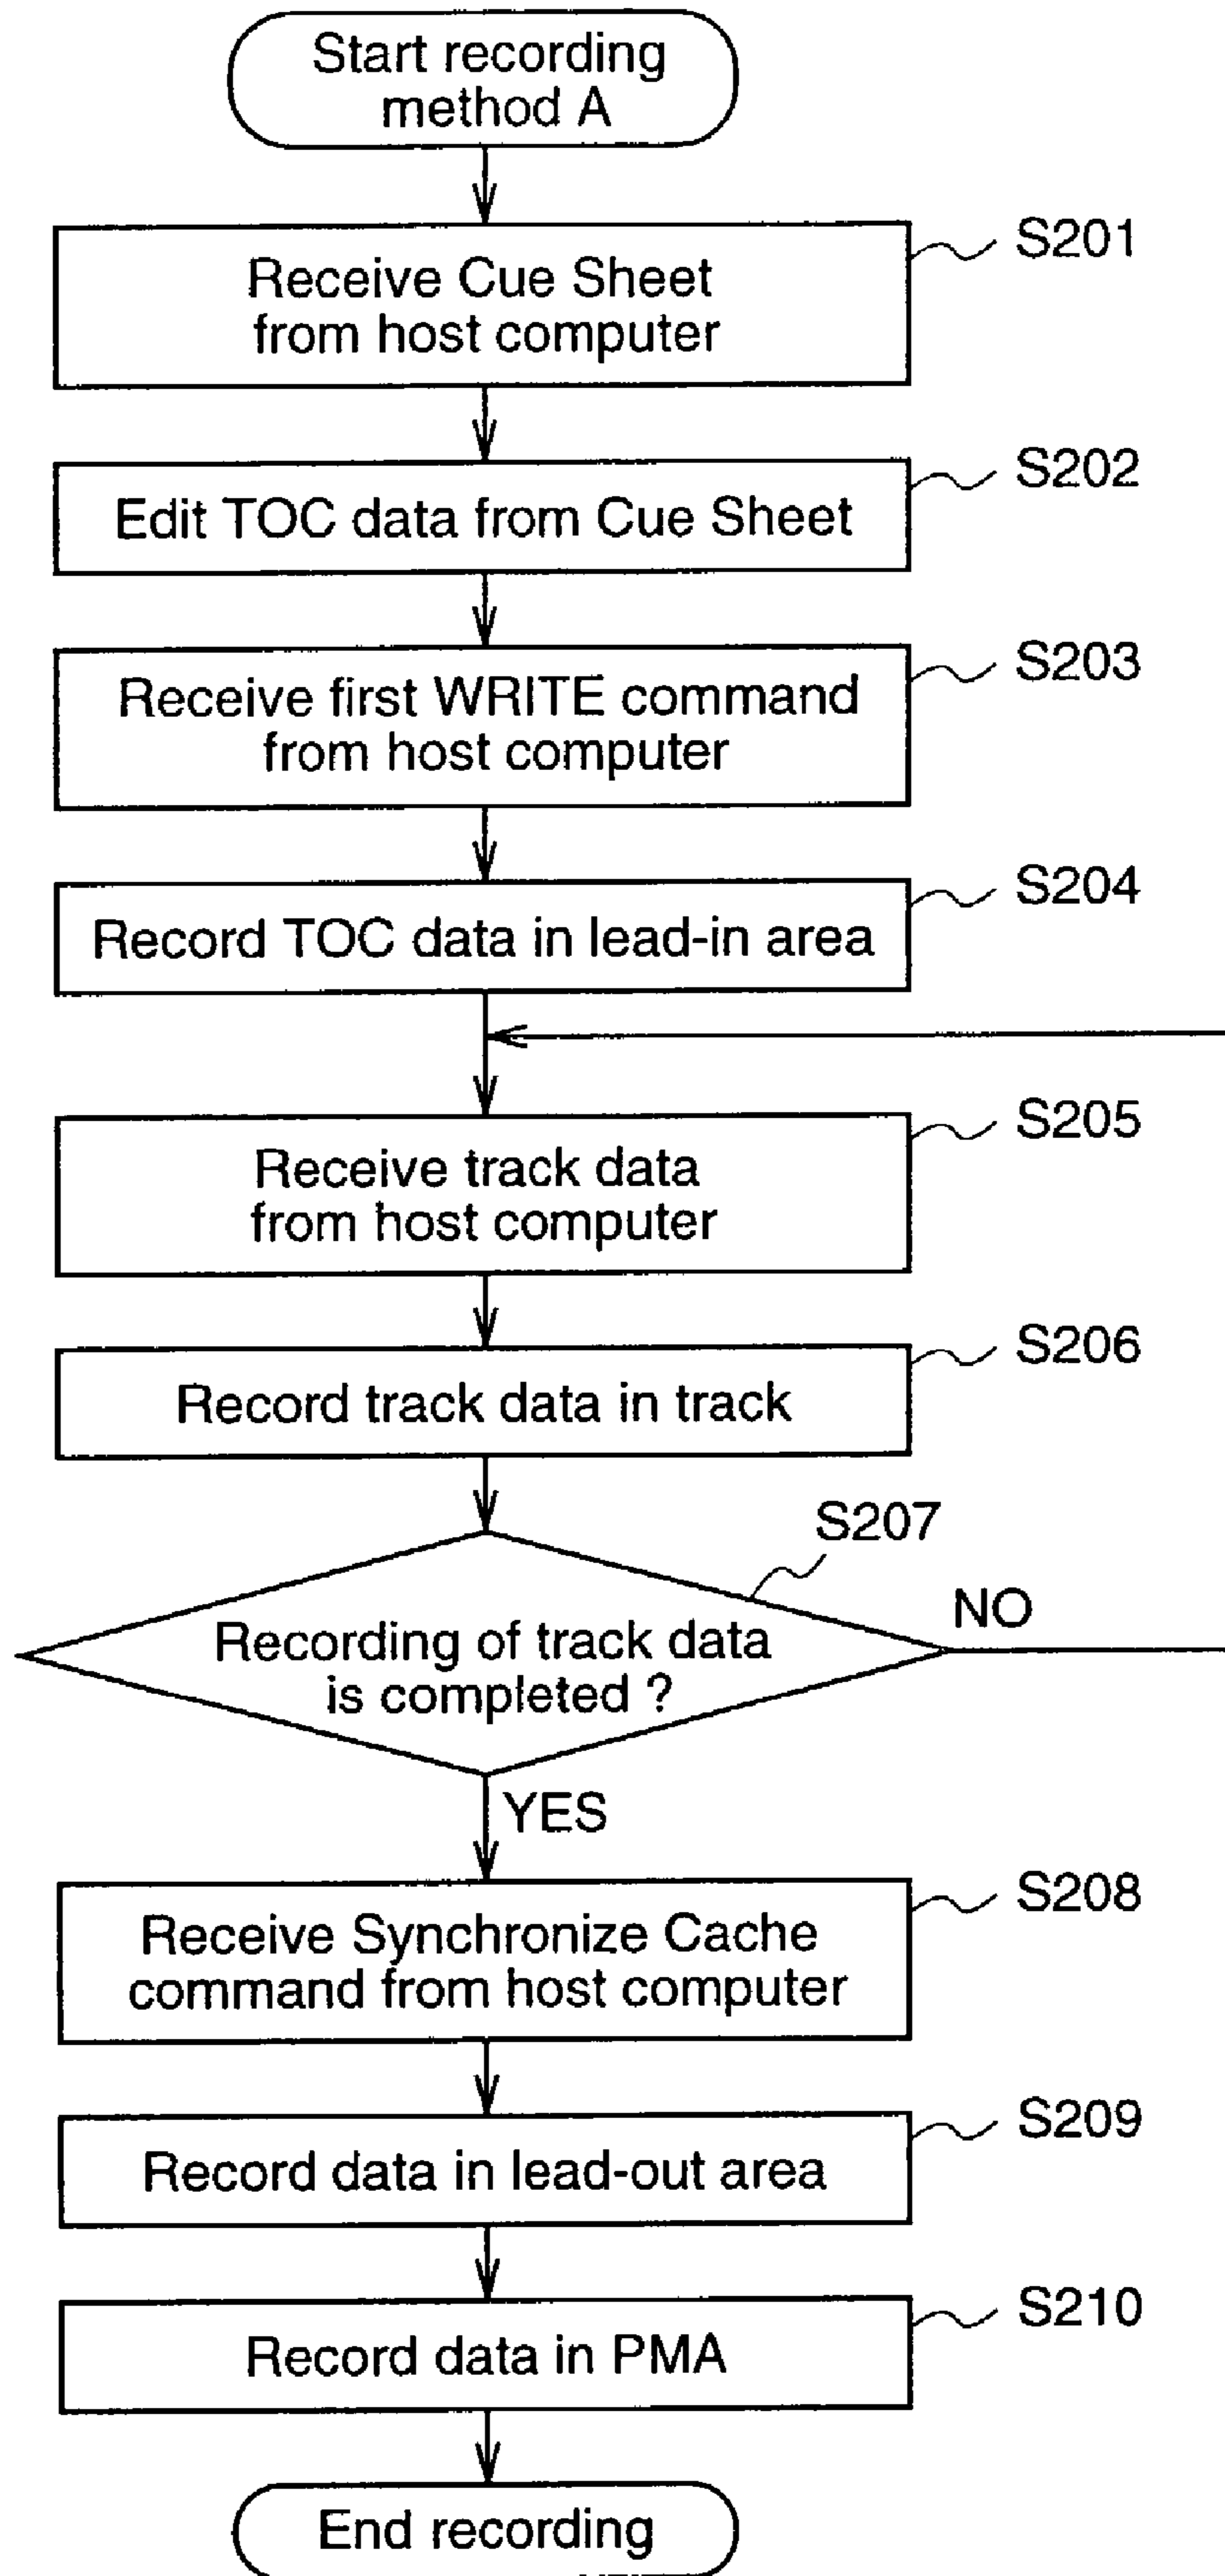 Start recording
method A
S201
Receive Cue Sheet
from host computer
S202
Edit TOC data from Cue Sheet
S203
Receive first WRITE command
from host computer
S204
Record TOC data in lead-in area
S205
Receive track data
from host computer
S206
Record track data in track
S207
Recording of track data
is completed ?
NO
YES
S208
Receive Synchronize Cache
command from host computer
S209
Record data in lead-out area
S210
Record data in PMA
End recording